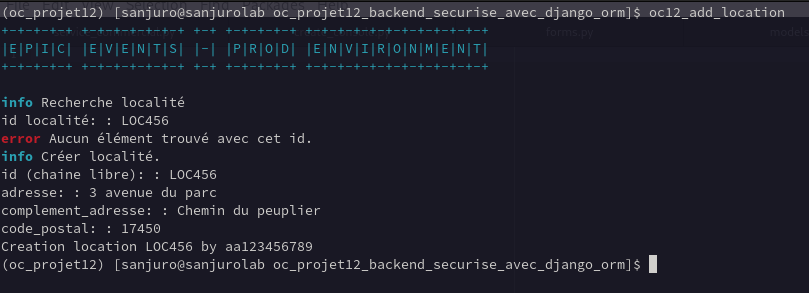 (oc_projet12) [sanjuro@sanjurolab oc_projet12_backend_securise_avec_django_orm]$ oc12_add_location
+-+-+-+-+ +-+-+-+-+-+-+ +-+ +-+-+-+-+ +-+-+-+-+-+-+-+-+-+-+-+
|E|P|I|C| |E|V|E|N|T|S| |-| |P|R|O|D| |E|N|V|I|R|O|N|M|E|N|T|
+-+-+-+-+ +-+-+-+-+-+-+ +-+ +-+-+-+-+ +-+-+-+-+-+-+-+-+-+-+-+
forms.py
info Recherche localité
id localité: : LOC456
error Aucun élément trouvé avec cet id.
info Créer localité.
id (chaine libre): : LOC456
adresse: : 3 avenue du parc
complement_adresse: : Chemin du peuplier
code_postal: : 17450
Creation location LOC456 by aa123456789
(oc_projet12) [sanjuro@sanjurolab oc_projet12_backend_securise_avec_django_orm]$